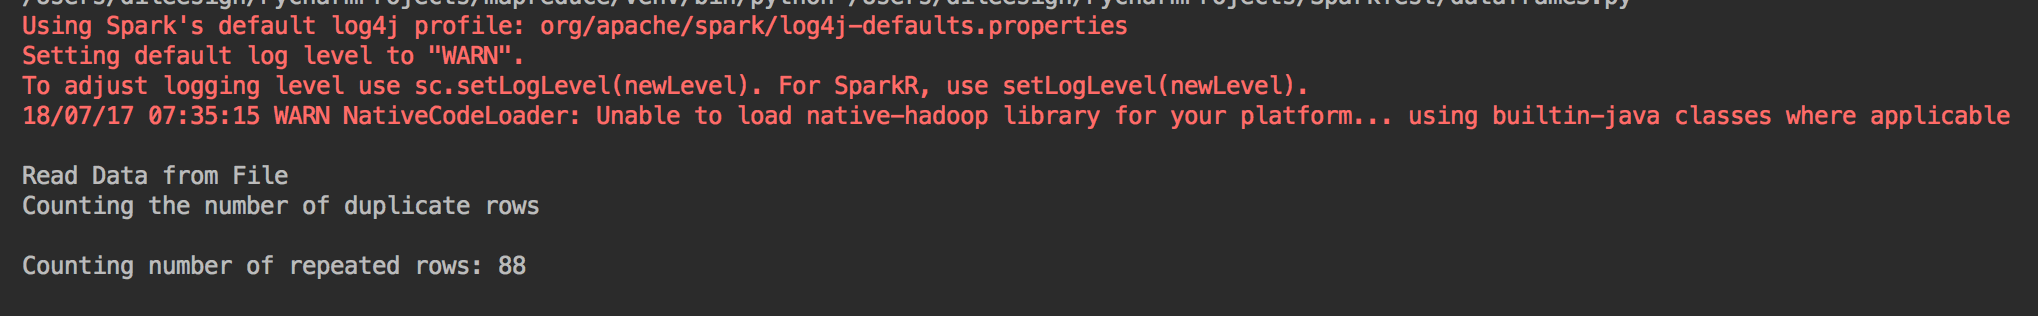 Using Spark's default log4j profile: org/apache/spark/log4j-defaults.properties
Setting default log level to "WARN".
To adjust logging level use sc.setLogLevel(newLevel). For SparkR, use setLogLevel(newLevel).
18/07/17 07:35:15 WARN NativeCodeLoader: Unable to load native-hadoop library for your platform... using builtin-java classes where applicable
Read Data from File
Counting the number of duplicate rows
Counting number of repeated rows: 88